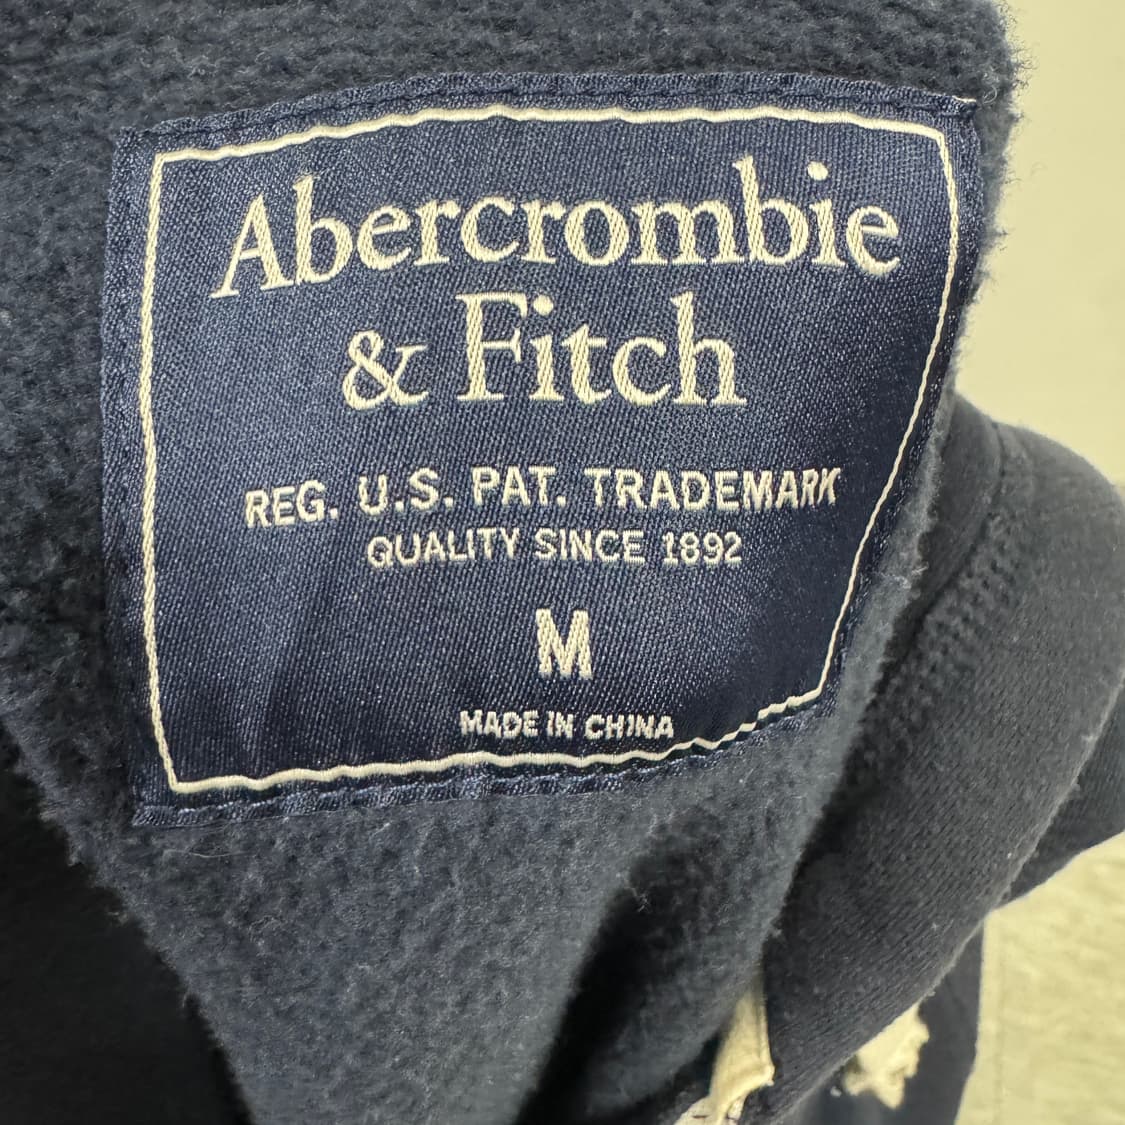 Abercrombie
& Fitch
REG. U.S. PAT. TRADEMARK
QUALITY SINCE 1892
M
MADE IN CHINA